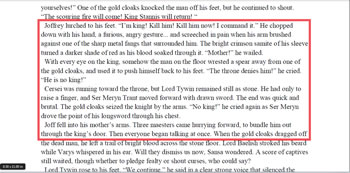 yourselves!" One of the gold cloaks knocked the man off his feet, but he continued to shout.
"The scouring fire will come! King Stannis will return! "
Joffrey lurched to his feet. "I'm king! Kill him! Kill him now! I command it." He chopped
down with his hand, a furious, angry gesture... and screeched in pain when his arm brushed
against one of the sharp metal fangs that surrounded him. The bright crimson samite of his sleeve
turned a darker shade of red as his blood soaked through it. "Mother!" he wailed.
With every eye on the king, somehow the man on the floor wrested a spear away from one of
the gold cloaks, and used it to push himself back to his feet. "The throne denies him!" he cried.
"He is no king!"
Cersei was running toward the throne, but Lord Tywin remained still as stone. He had only to
raise a finger, and Ser Meryn Trant moved forward with drawn sword. The end was quick and
brutal. The gold cloaks seized the knight by the arms. "No king!" he cried again as Ser Meryn
drove the point of his longsword through his chest.
Joff fell into his mother's arms. Three maesters came hurrying forward, to bundle him out
through the king's door. Then everyone began talking at once. When the gold cloaks dragged off
the dead man, he left a trail of bright blood across the stone floor. Lord Baelish stroked his beard
while Varys whispered in his ear. Will they dismiss us now, Sansa wondered. A score of captives
still waited, though whether to pledge fealty or shout curses, who could say?
Lord Tywin rose to his feet. "We continue," he said in a clear strong voice that silenced the